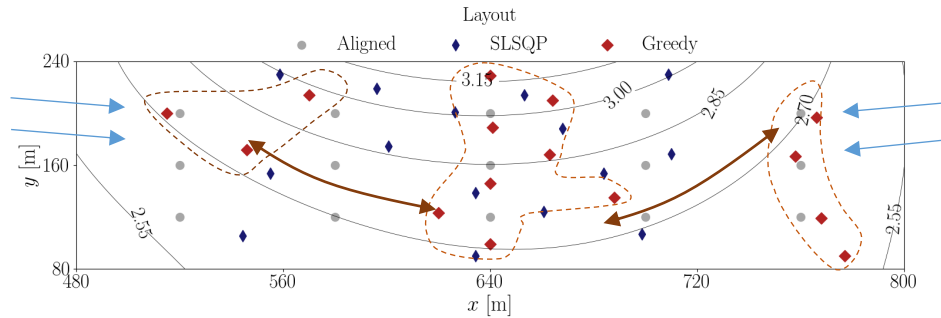 Layout
Aligned SLSQP Greedy
240
160
80
y [m]
3.15
3.00
2.85
2.70
2.55
2.55
480 560 640 720 800
x [m]